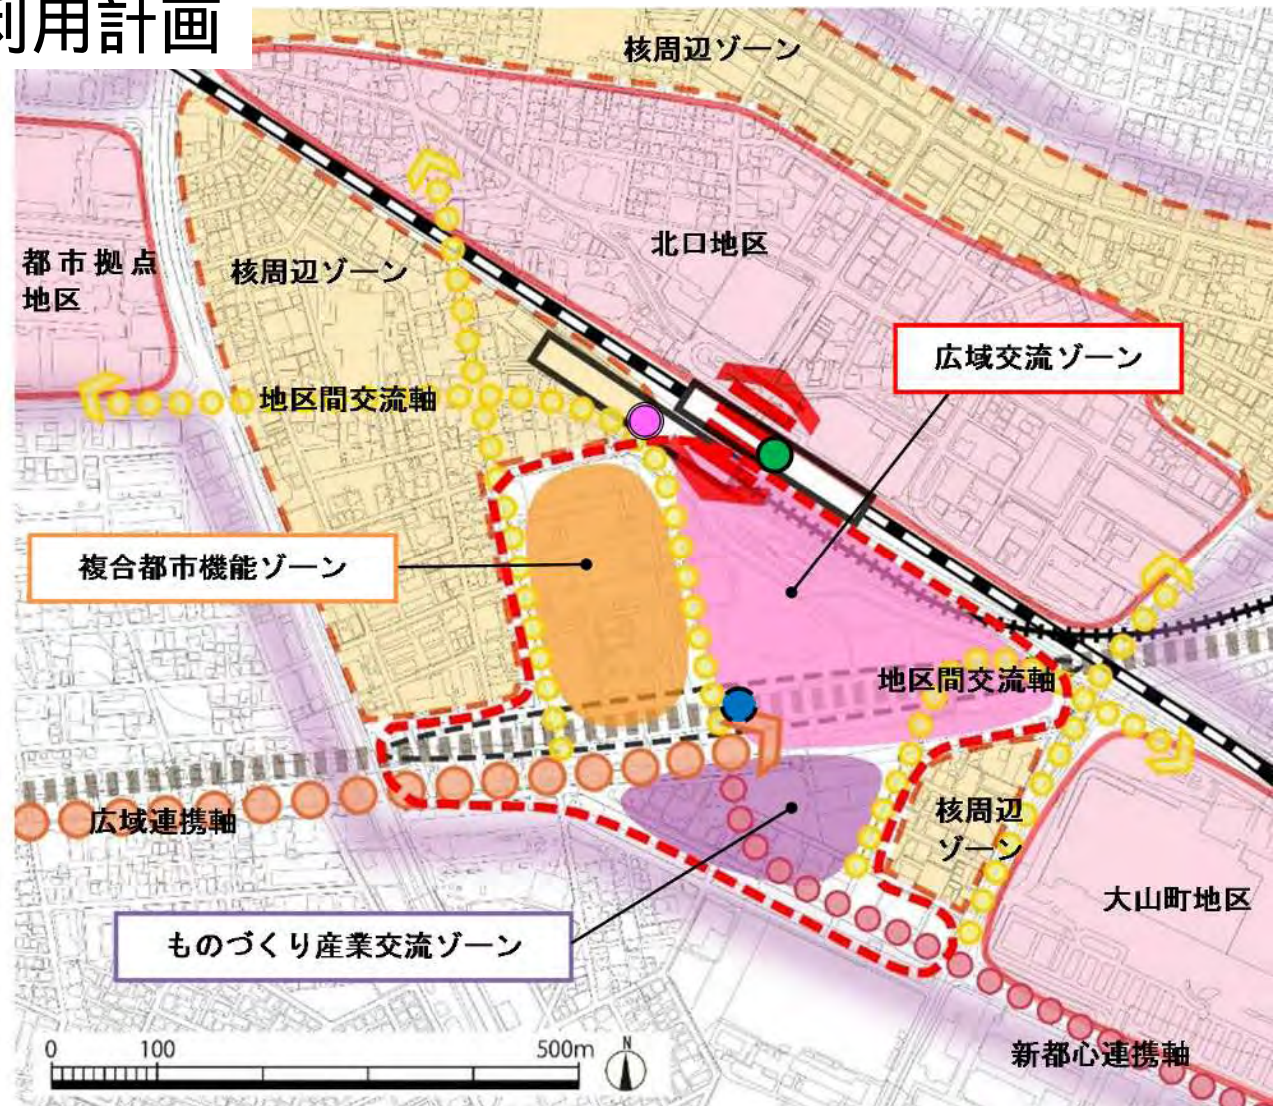 利用計画
核周辺ゾーン
北口地区
都市拠点
地区
核周辺ゾーン
広域交流ゾーン
地区間交流軸
複合都市機能ゾーン
地区間交流軸
広域連携軸
核周辺
ゾーン
大山町地区
ものづくり産業交流ゾーン
新都心連携軸
0 100 500m
N